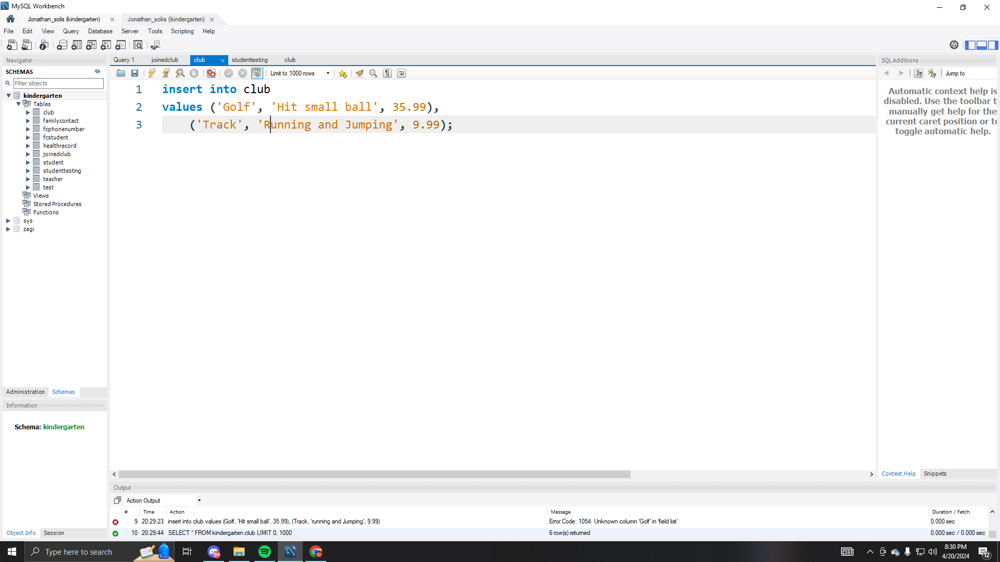 MySQL Workbench
Jonathan_solis (kindergarten)
Jonathan_solis (kindergarten)
File Edit View Query Database Server Tools Scripting Help
Navigator
SCHEMAS
Filter objects
kindergarten
Tables
club
familycontact
fcphonenumber
fcstudent
healthrecord
joinedclub
student
studenttesting
teacher
test
Views
Stored Procedures
Functions
sys
zagi
Administration Schemas
Information
Schema: kindergarten
Object Info Session
Query 1 joinedclub club studenttesting club
Limit to 1000 rows
1 insert into club
2 values ('Golf', 'Hit small ball', 35.99),
3 ('Track', 'Running and Jumping', 9.99);
SQLAdditions
Jump to
Automatic context help is
disabled. Use the toolbar t
manually get help for the
current caret position or to
toggle automatic help.
Context Help Snippets
Output
Action Output
# Time Action Message Duration / Fetch
9 20:29:23 insert into club values (Golf, 'Hit small ball', 35.99), (Track, 'running and Jumping', 9.99) Error Code: 1054. Unknown column 'Golf' in 'field list' 0.000 sec
10 20:29:44 SELECT * FROM kindergarten.club LIMIT 0, 1000 6 row(s) returned 0.000 sec / 0.000 sec
Type here to search
9+
8:30 PM
4/20/2024
12